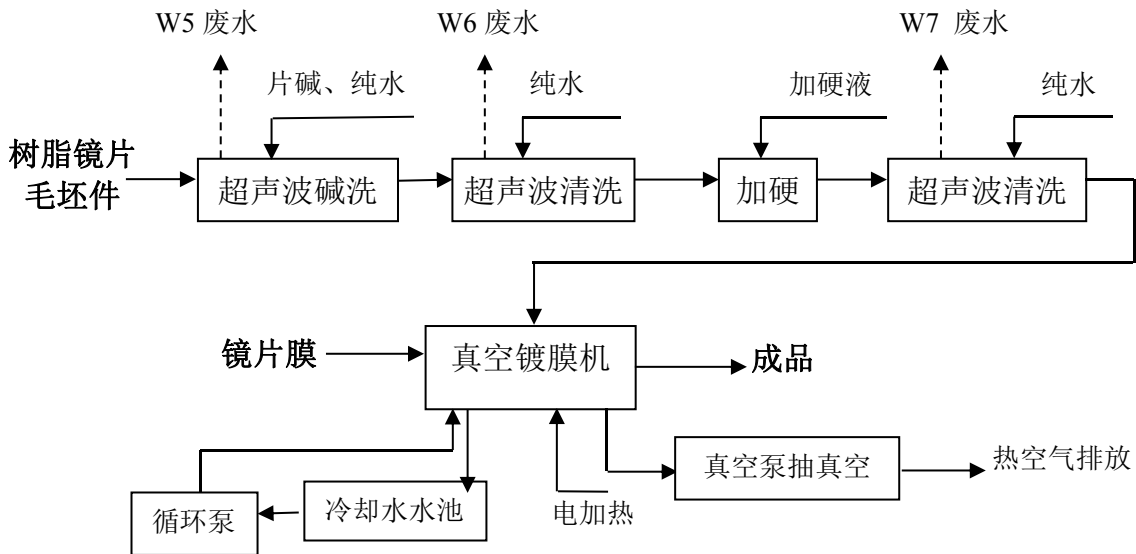 W5 废水
W6 废水
W7 废水
片碱、纯水
纯水
加硬液
纯水
树脂镜片
毛坯件
超声波碱洗
超声波清洗
加硬
超声波清洗
镜片膜
真空镀膜机
成品
真空泵抽真空
热空气排放
循环泵
冷却水水池
电加热